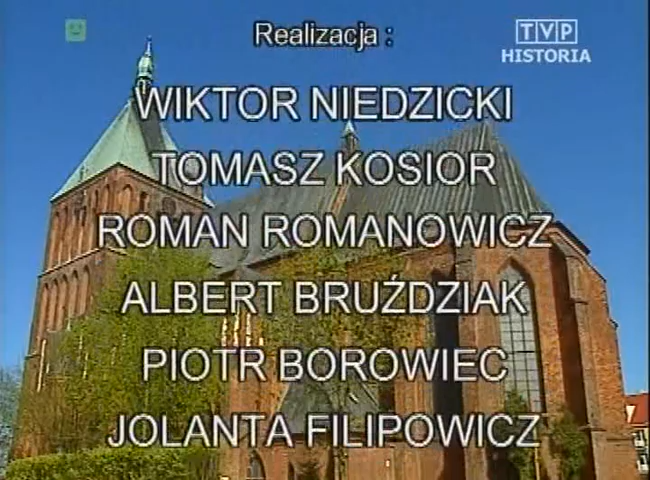 Realizacja :
TVP
HISTORIA
WIKTOR NIEDZICKI
TOMASZ KOSIOR
ROMAN ROMANOWICZ
ALBERT BRUŹDZIAK
PIOTR BOROWIEC
JOLANTA FILIPOWICZ